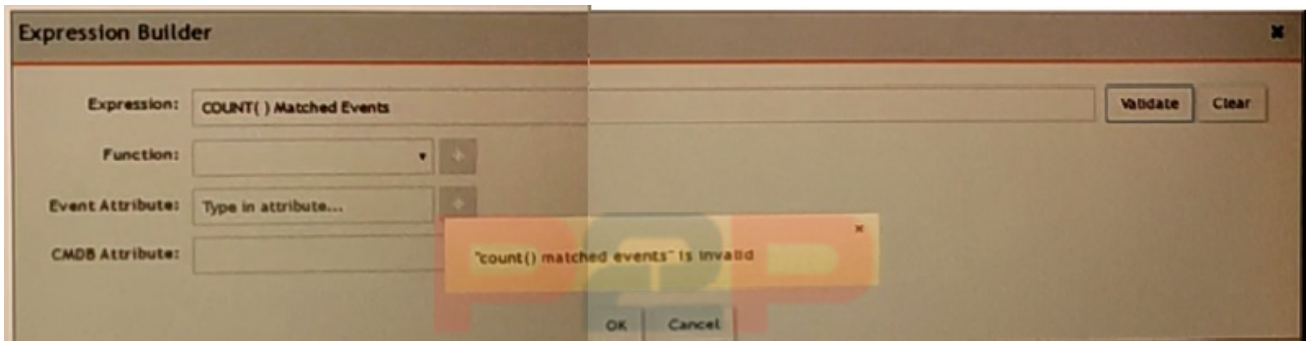 Expression Builder
Expression: COUNT( ) Matched Events Validate Clear
Function:
Event Attribute: Type in attribute...
CMDB Attribute:
"count() matched events" is invalid
OK Cancel
P2P